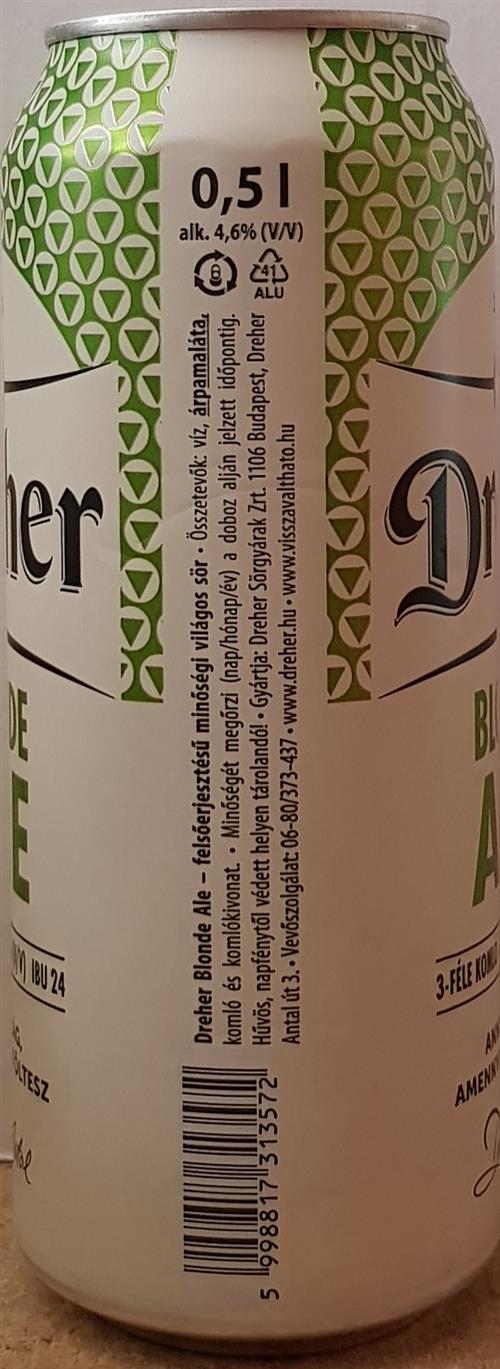 0,5 l
alk. 4,6% (V/V)
41
ALU
Dreher Blonde Ale – felsőerjesztésű minőségi világos sör • Összetevők: víz, árpamaláta,
komló és komlókivonat. • Minőségét megőrzi (nap/hónap/év) a doboz alján jelzett időpontig.
Hűvös, napfénytől védett helyen tárolandó! • Gyártja: Dreher Sörgyárak Zrt. 1106 Budapest, Dreher
Antal út 3. • Vevőszolgálat: 06-80/373-437 • www.dreher.hu • www.visszavalthato.hu
5 998817 313572
her
DE
E
IBU 24
ÖLTESZ
Dr
BL
A
3-FÉLE KOML
AMENNY